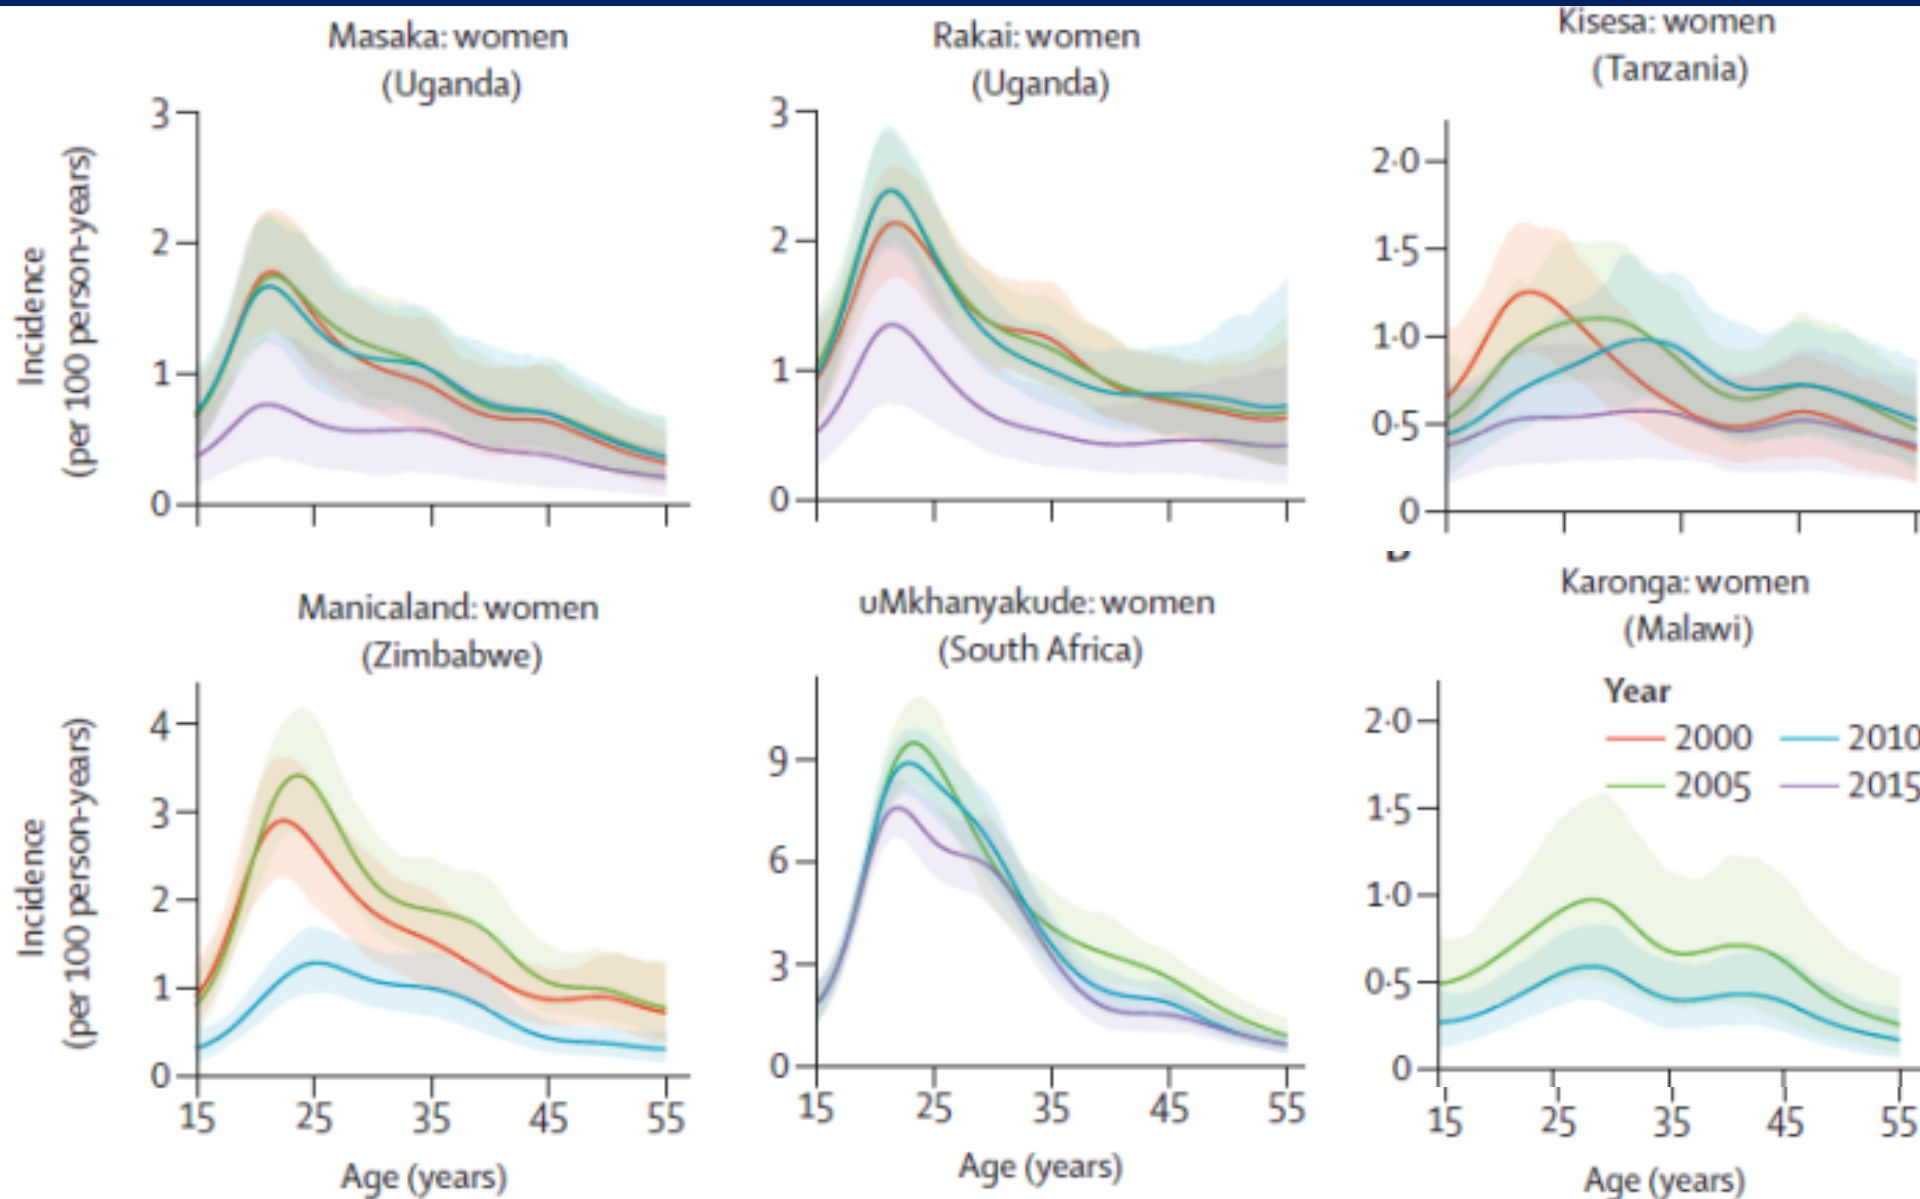 Masaka: women
(Uganda)
Rakai: women
(Uganda)
Kisesa: women
(Tanzania)
Incidence
(per 100 person-years)
3
2
1
0
3
2
1
0
2·0
1·5
1·0
0·5
0
Manicaland: women
(Zimbabwe)
uMkhanyakude: women
(South Africa)
Karonga: women
(Malawi)
Incidence
(per 100 person-years)
4
3
2
1
0
15 25 35 45 55
Age (years)
9
6
3
0
15 25 35 45 55
Age (years)
Year
2000 2010
2005 2015
2·0
1·5
1·0
0·5
0
15 25 35 45 55
Age (years)